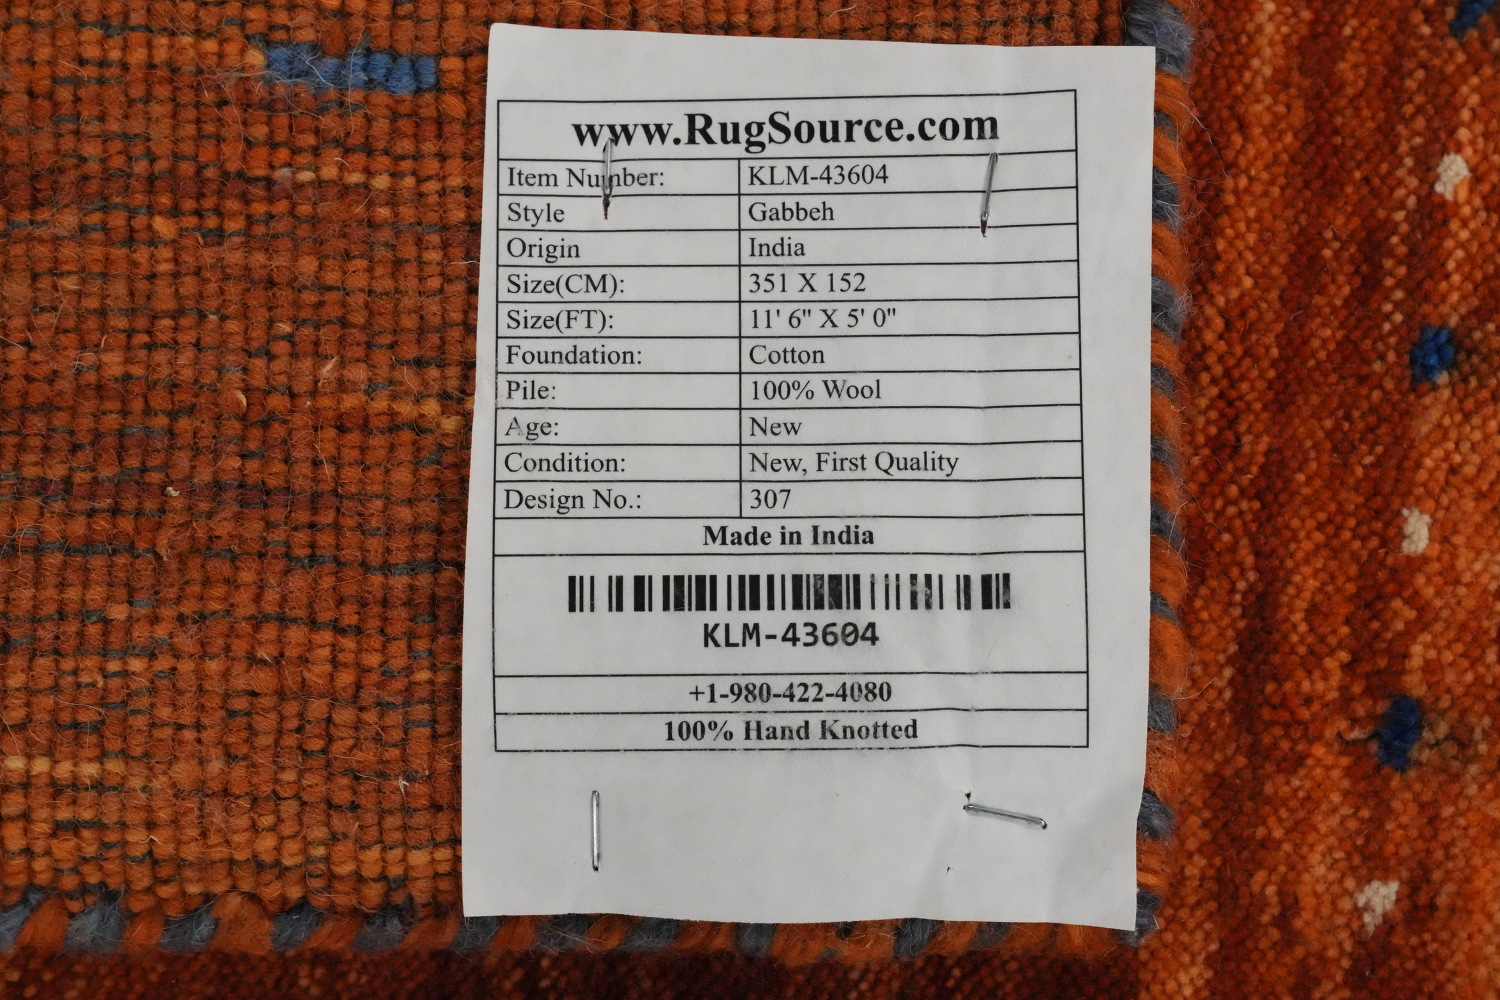 www.RugSource.com
Item Number: KLM-43604
Style Gabbeh
Origin India
Size(CM): 351 X 152
Size(FT): 11' 6" X 5' 0"
Foundation: Cotton
Pile: 100% Wool
Age: New
Condition: New, First Quality
Design No.: 307
Made in India
KLM-43604
+1-980-422-4080
100% Hand Knotted